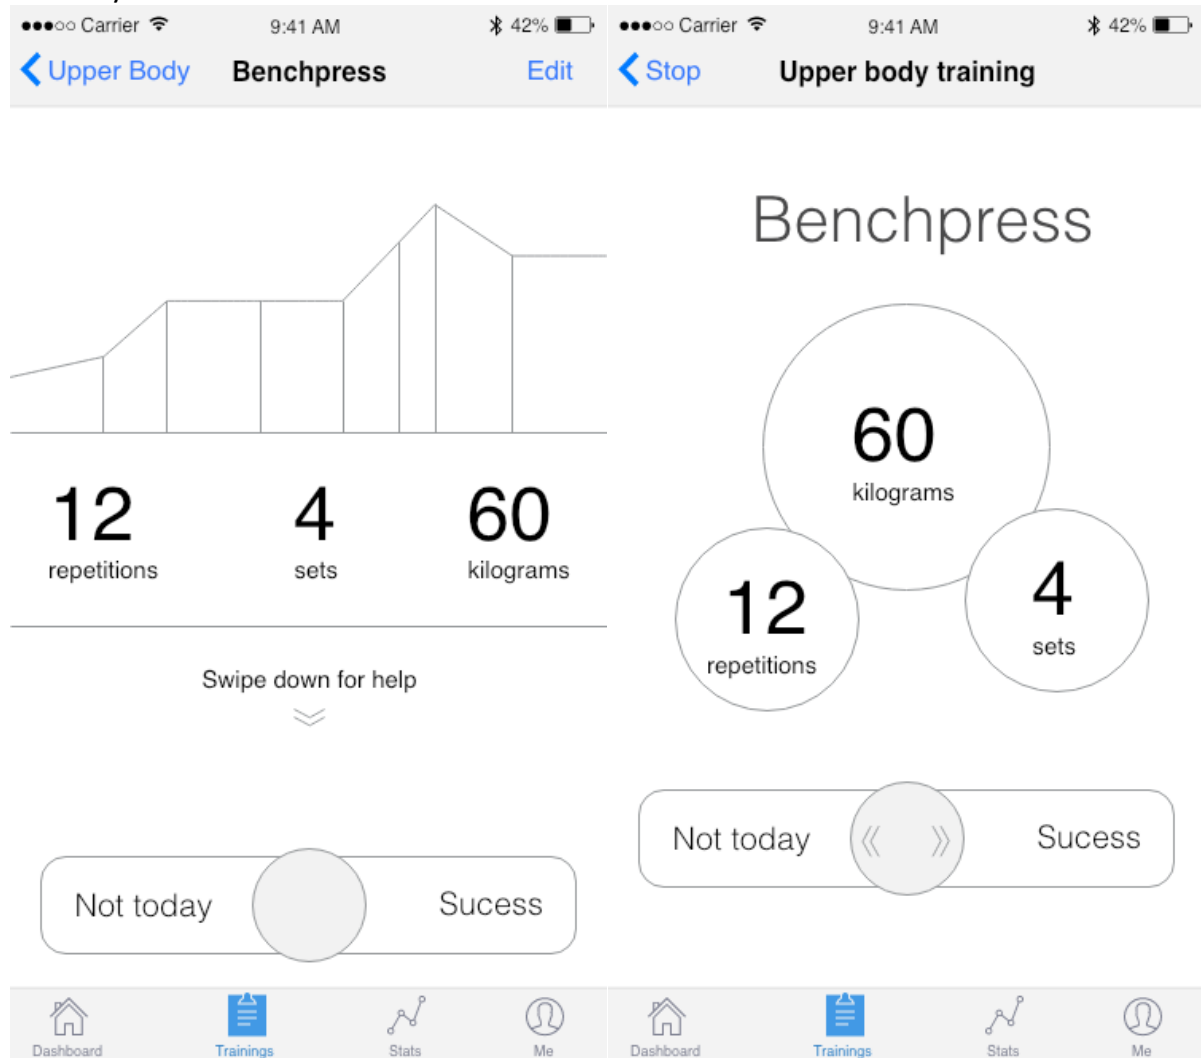 ●●●○○ Carrier 9:41 AM 42%
Upper Body Benchpress Edit
12 4 60
repetitions sets kilograms
Swipe down for help
Not today Sucess
Dashboard Trainings Stats Me
●●●○○ Carrier 9:41 AM 42%
Stop Upper body training
Benchpress
60
kilograms
12
repetitions
4
sets
Not today Sucess
Dashboard Trainings Stats Me